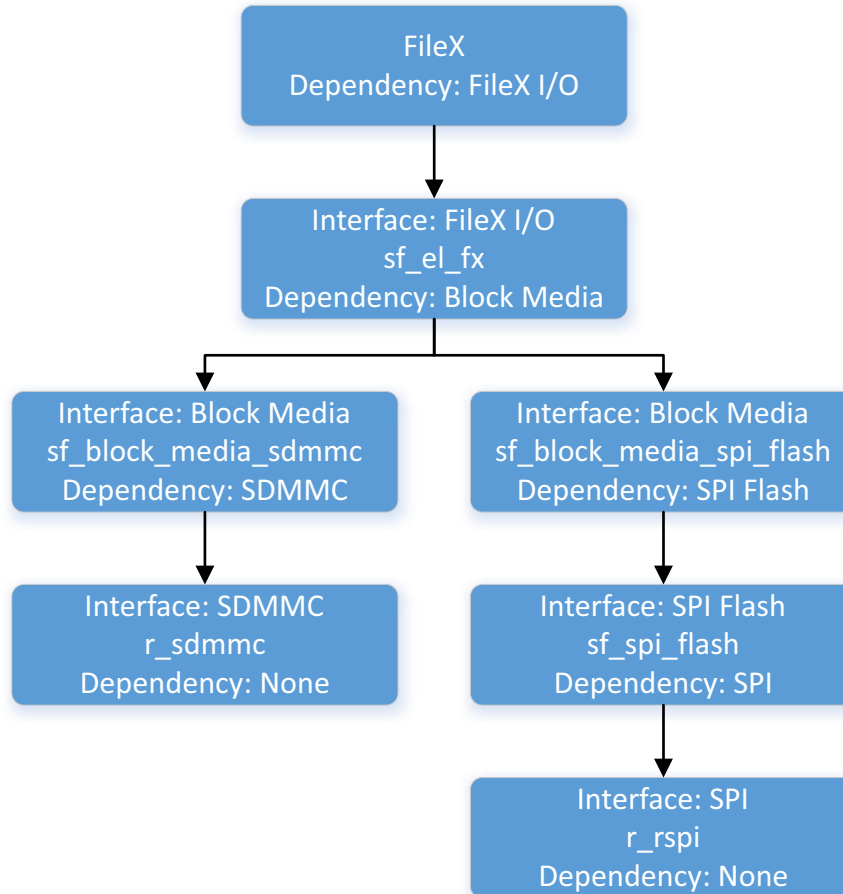 FileX
Dependency: FileX I/O
Interface: FileX I/O
sf_el_fx
Dependency: Block Media
Interface: Block Media
sf_block_media_sdmmc
Dependency: SDMMC
Interface: Block Media
sf_block_media_spi_flash
Dependency: SPI Flash
Interface: SDMMC
r_sdmmc
Dependency: None
Interface: SPI Flash
sf_spi_flash
Dependency: SPI
Interface: SPI
r_rspi
Dependency: None